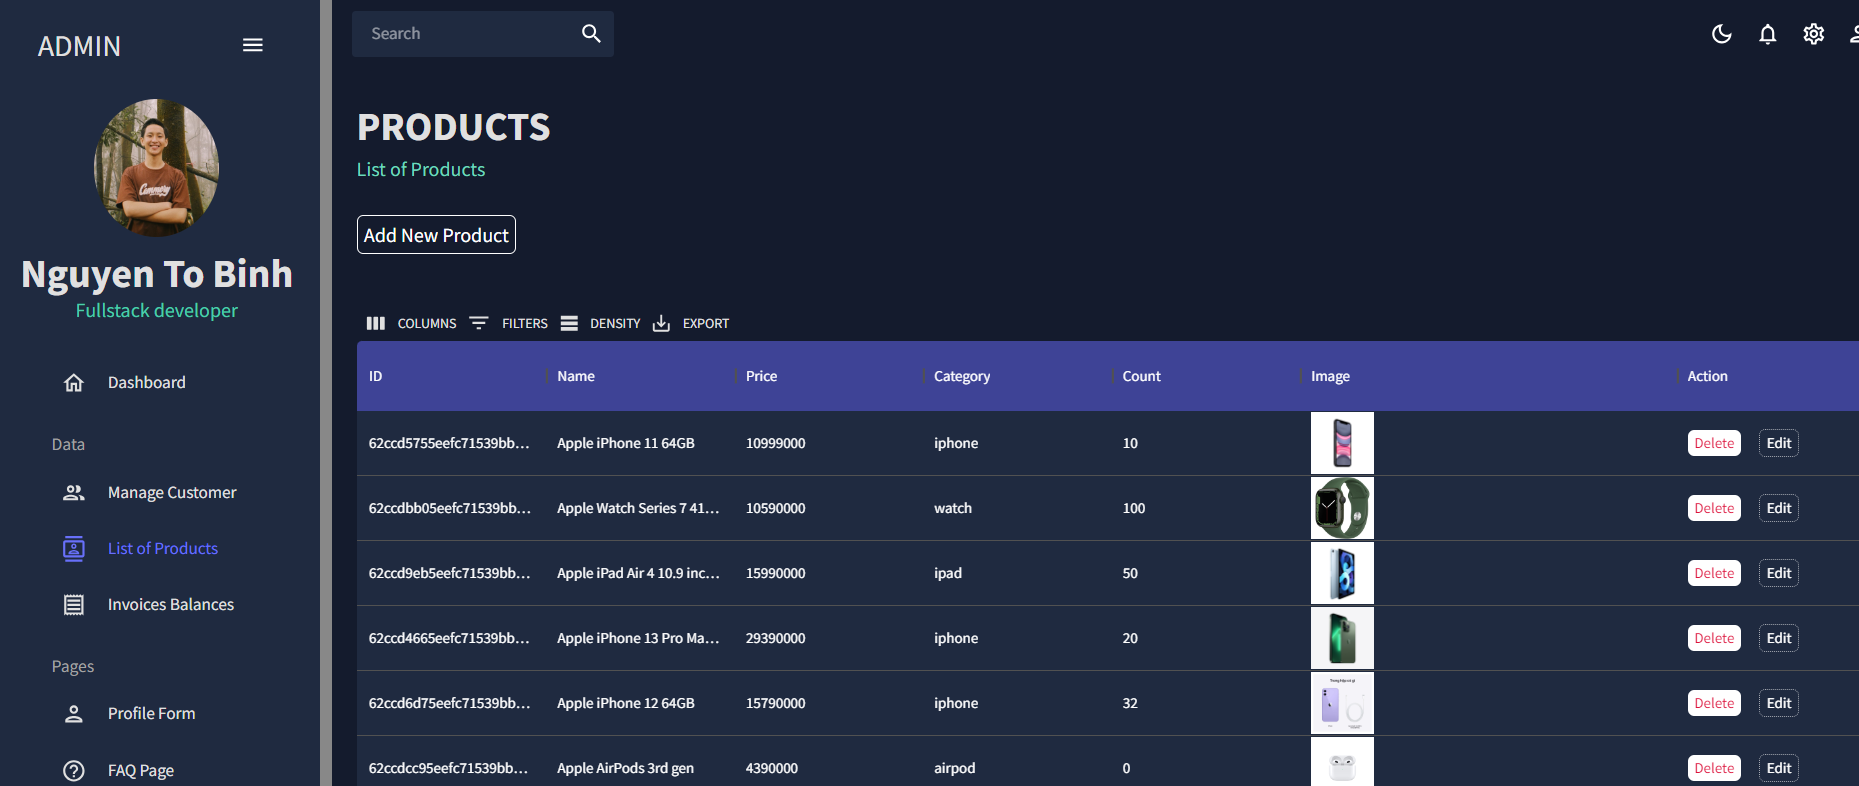 ADMIN
Search
Nguyen To Binh
Fullstack developer
Dashboard
Data
Manage Customer
List of Products
Invoices Balances
Pages
Profile Form
FAQ Page
PRODUCTS
List of Products
Add New Product
COLUMNS FILTERS DENSITY EXPORT
ID Name Price Category Count Image Action
62ccd5755eefc71539bb... Apple iPhone 11 64GB 10999000 iphone 10 Delete Edit
62ccdbb05eefc71539bb... Apple Watch Series 7 41... 10590000 watch 100 Delete Edit
62ccd9eb5eefc71539bb... Apple iPad Air 4 10.9 inc... 15990000 ipad 50 Delete Edit
62ccd4665eefc71539bb... Apple iPhone 13 Pro Ma... 29390000 iphone 20 Delete Edit
62ccd6d75eefc71539bb... Apple iPhone 12 64GB 15790000 iphone 32 Delete Edit
62ccdcc95eefc71539bb... Apple AirPods 3rd gen 4390000 airpod 0 Delete Edit